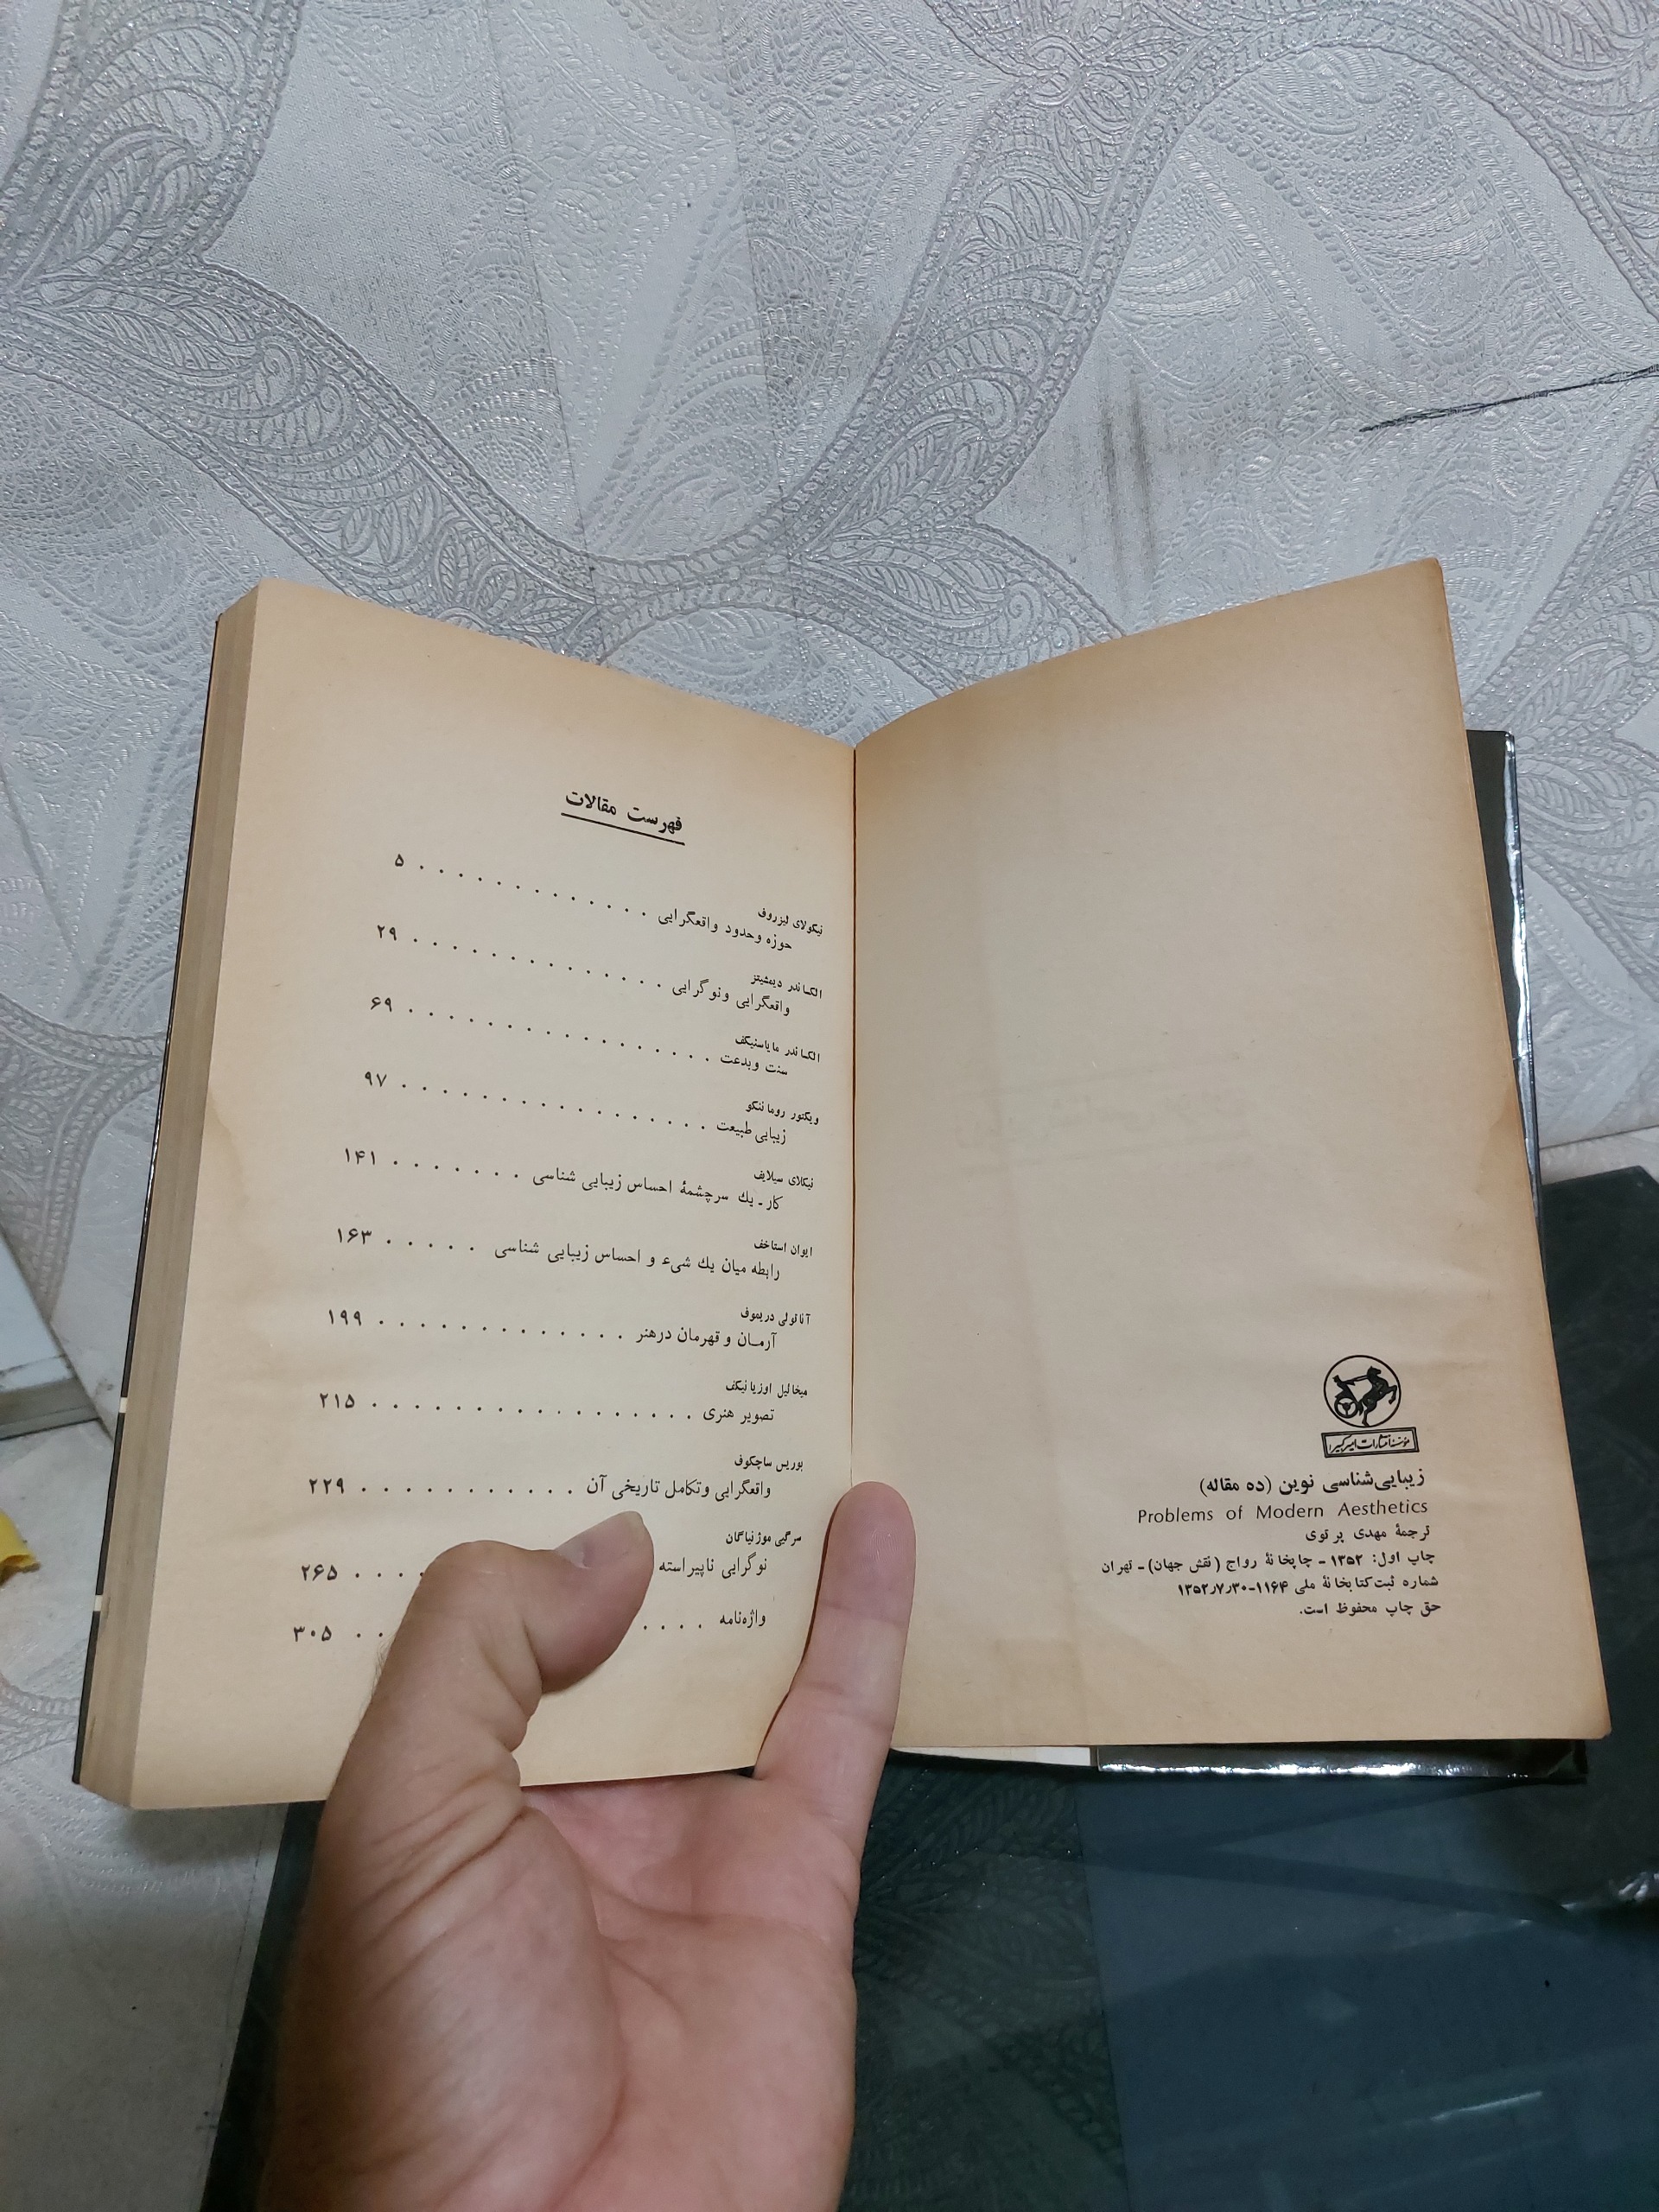 مؤسسهٔ انتشارات امیرکبیر
زیبایی‌شناسی نوین (ده مقاله)
Problems of Modern Aesthetics
ترجمهٔ مهدی پرتوی
چاپ اول: ۱۳۵۲ - چاپخانهٔ رواج (نقش جهان) - تهران
شماره ثبت کتابخانهٔ ملی ۱۱۶۴-۱۳۵۲٫۷٫۳۰
حق چاپ محفوظ است.
فهرست مقالات
نیکولای لیزروف
حوزه وحدود واقعگرایی . . . . . . . . . . . . ۵
الکساندر دیمشیتز
واقعگرایی ونوگرایی . . . . . . . . . . . . . ۲۹
الکساندر مایاسنیکف
سنت وبدعت . . . . . . . . . . . . . . . . ۶۹
ویکتور روماننکو
زیبایی طبیعت . . . . . . . . . . . . . . . . ۹۷
نیکلای سیلایف
کار - یك سرچشمهٔ احساس زیبایی شناسی . . . . . . . ۱۴۱
ایوان استاخف
رابطه میان یك شیء و احساس زیبایی شناسی . . . . . ۱۶۳
آناتولی دریموف
آرمان و قهرمان درهنر . . . . . . . . . . . . . ۱۹۹
میخائیل اوزیانیکف
تصویر هنری . . . . . . . . . . . . . . . . . ۲۱۵
بوریس ساچکوف
واقعگرایی وتکامل تاریخی آن . . . . . . . . . . . ۲۲۹
سرگیی موژنیاگان
نوگرایی ناپیراسته . . . . ۲۶۵
واژه‌نامه . . . . . . ۳۰۵